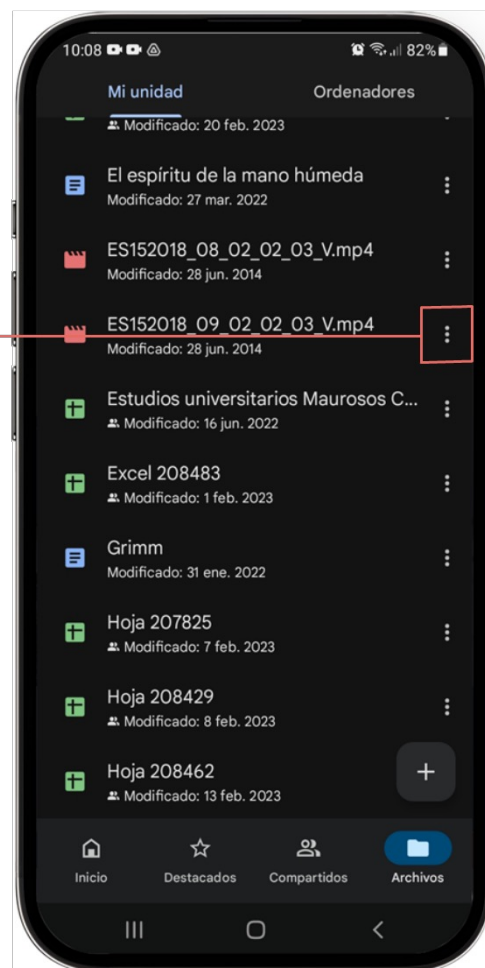 10:08 82%
Mi unidad Ordenadores
Modificado: 20 feb. 2023
El espíritu de la mano húmeda
Modificado: 27 mar. 2022
ES152018_08_02_02_03_V.mp4
Modificado: 28 jun. 2014
ES152018_09_02_02_03_V.mp4
Modificado: 28 jun. 2014
Estudios universitarios Maurosos C...
Modificado: 16 jun. 2022
Excel 208483
Modificado: 1 feb. 2023
Grimm
Modificado: 31 ene. 2022
Hoja 207825
Modificado: 7 feb. 2023
Hoja 208429
Modificado: 8 feb. 2023
Hoja 208462
Modificado: 13 feb. 2023
Inicio Destacados Compartidos Archivos